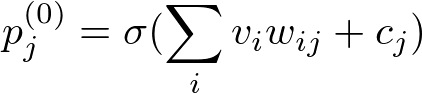 p_j^{(0)} = σ(∑_i v_i w_{ij} + c_j)